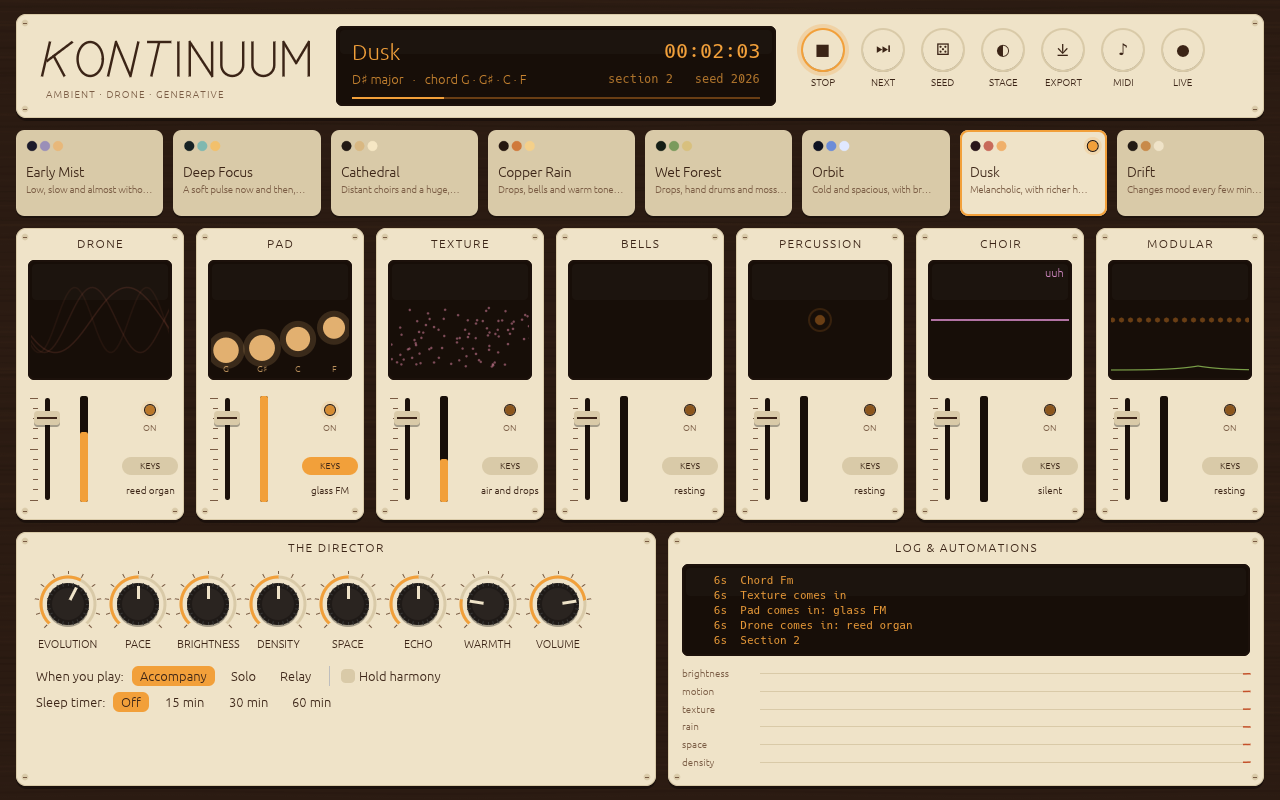 KONTINUUM
AMBIENT · DRONE · GENERATIVE
Dusk
00:02:03
D♯ major · chord G · G♯ · C · F
section 2 seed 2026
STOP
NEXT
SEED
STAGE
EXPORT
MIDI
LIVE
Early Mist
Low, slow and almost witho…
Deep Focus
A soft pulse now and then,…
Cathedral
Distant choirs and a huge,…
Copper Rain
Drops, bells and warm tone…
Wet Forest
Drops, hand drums and moss…
Orbit
Cold and spacious, with br…
Dusk
Melancholic, with richer h…
Drift
Changes mood every few min…
DRONE
ON
KEYS
reed organ
PAD
G G♯ C F
ON
KEYS
glass FM
TEXTURE
ON
KEYS
air and drops
BELLS
ON
KEYS
resting
PERCUSSION
ON
KEYS
resting
CHOIR
uuh
ON
KEYS
silent
MODULAR
ON
KEYS
resting
THE DIRECTOR
EVOLUTION
PACE
BRIGHTNESS
DENSITY
SPACE
ECHO
WARMTH
VOLUME
When you play: Accompany Solo Relay Hold harmony
Sleep timer: Off 15 min 30 min 60 min
LOG & AUTOMATIONS
6s Chord Fm
6s Texture comes in
6s Pad comes in: glass FM
6s Drone comes in: reed organ
6s Section 2
brightness
motion
texture
rain
space
density